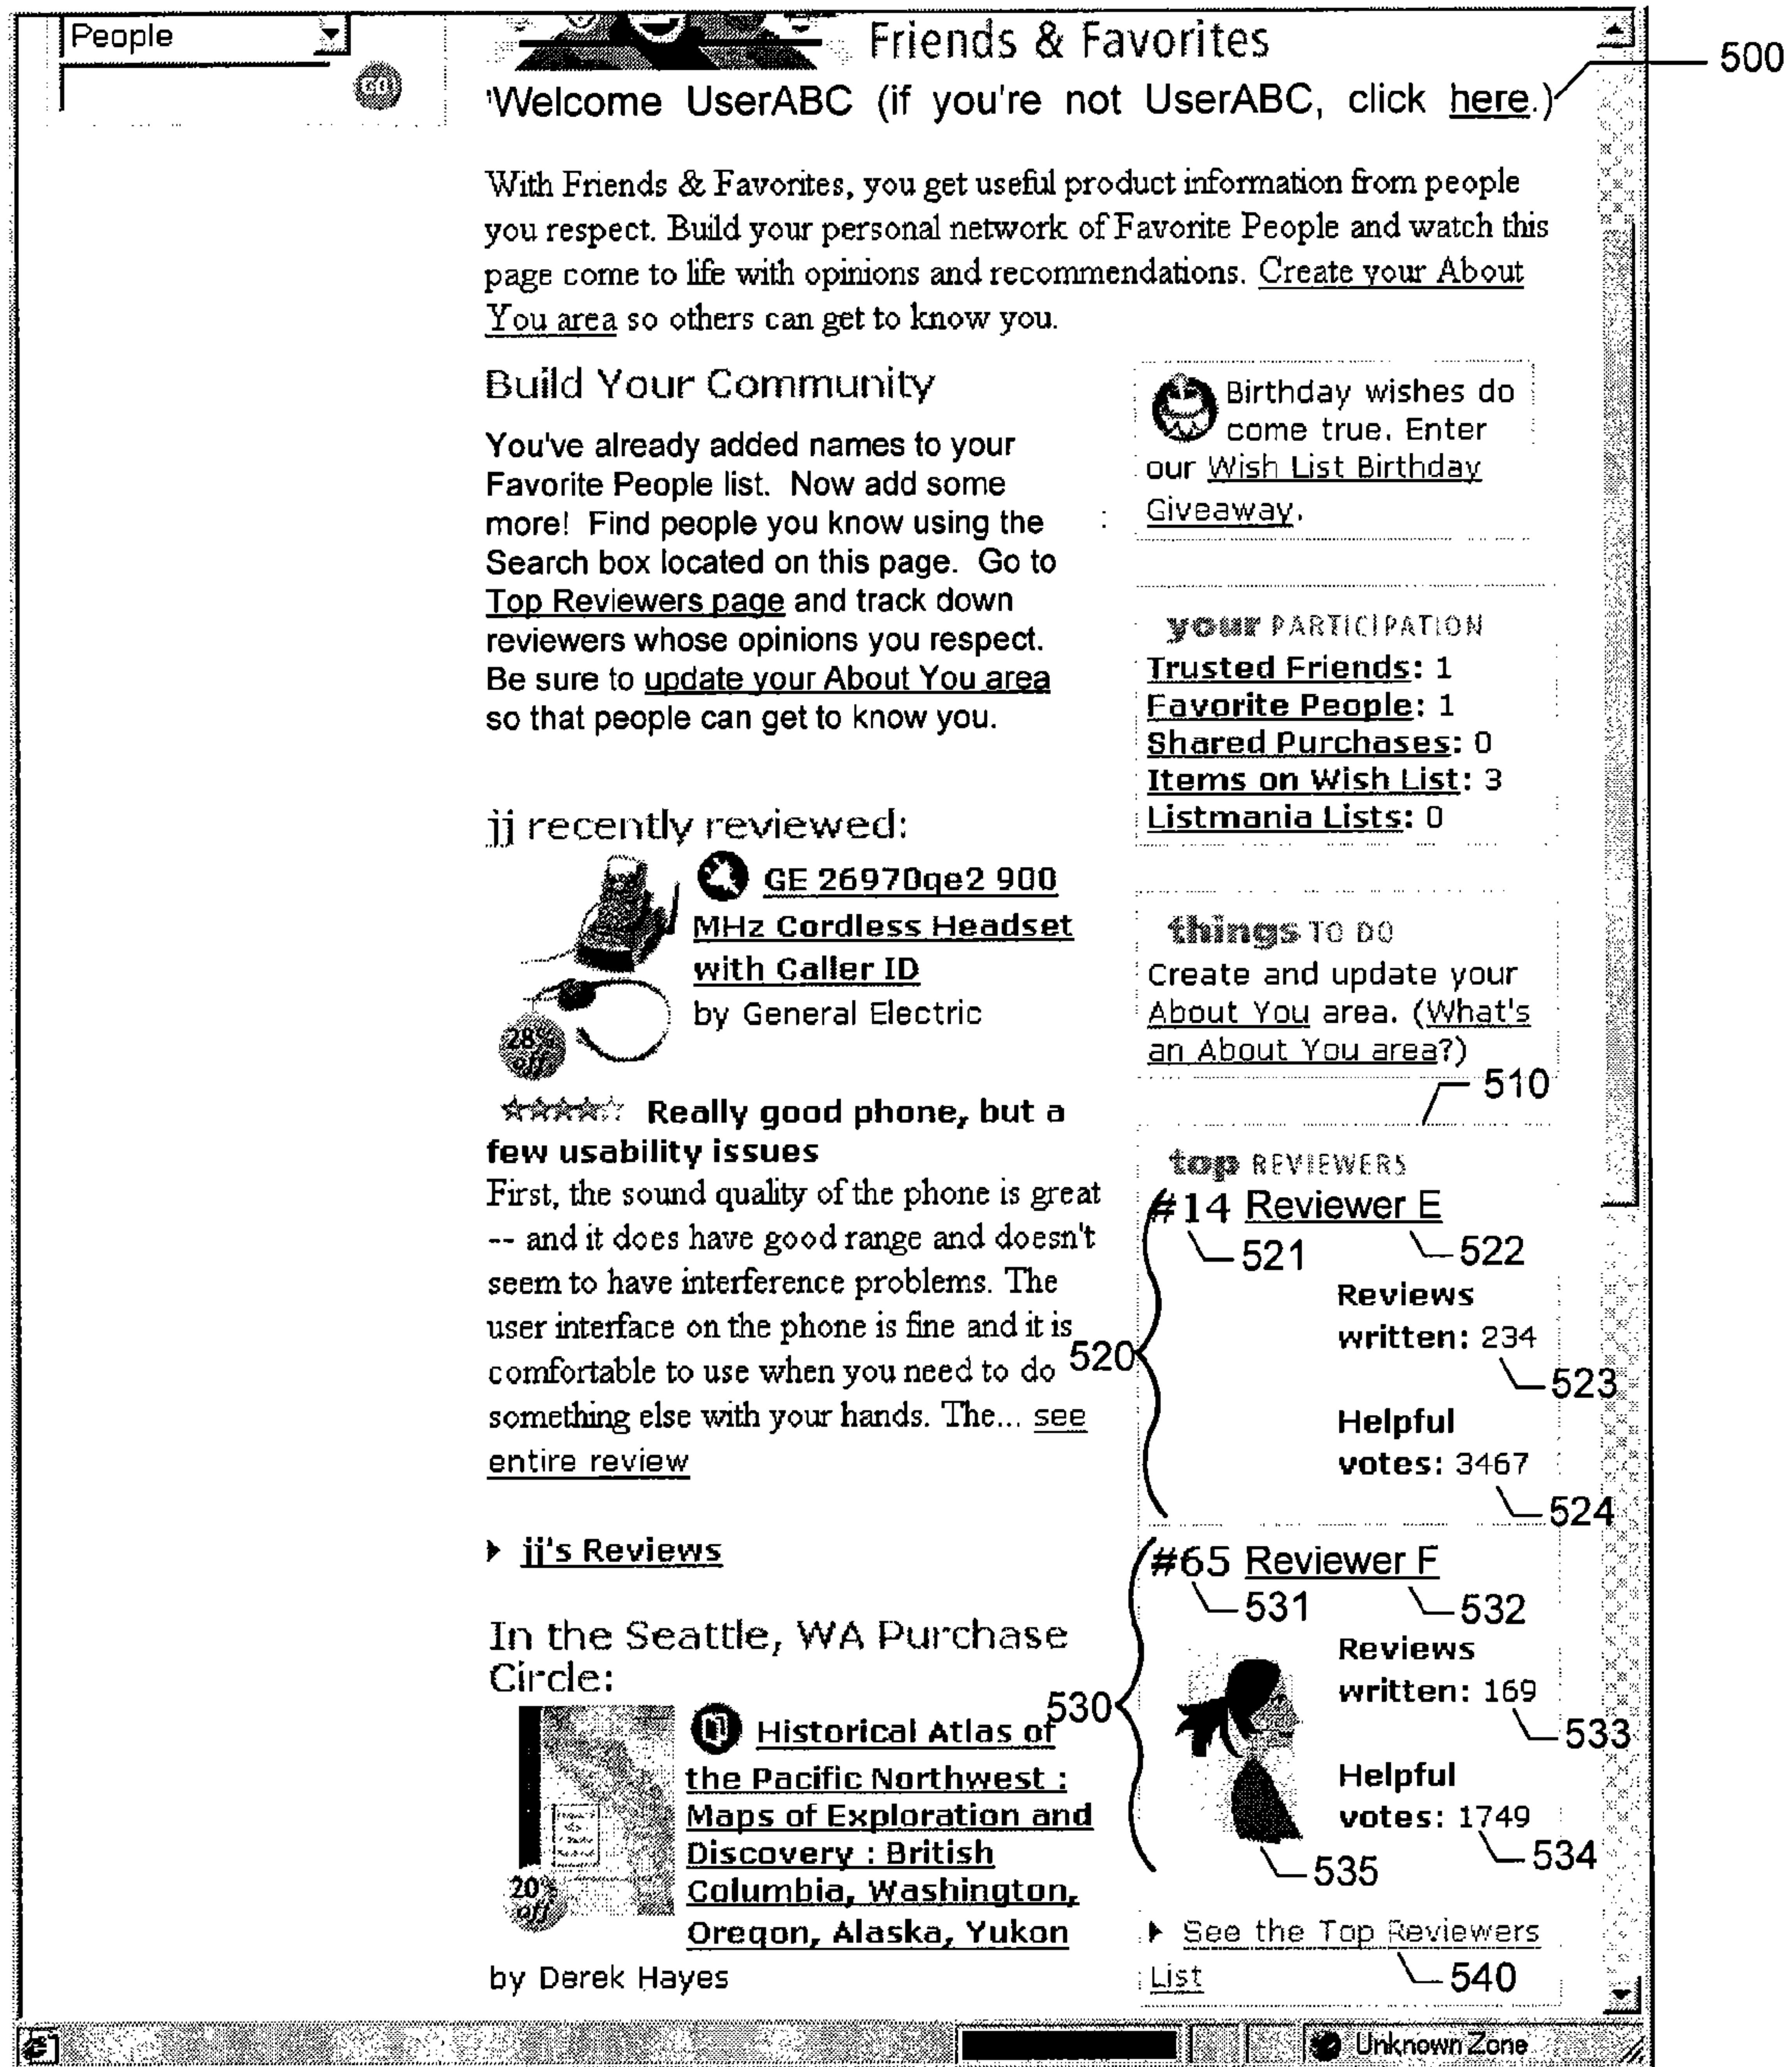 People
GO!
Friends & Favorites
500
Welcome UserABC (if you're not UserABC, click here.)
With Friends & Favorites, you get useful product information from people
you respect. Build your personal network of Favorite People and watch this
page come to life with opinions and recommendations. Create your About
You area so others can get to know you.
Build Your Community
You've already added names to your
Favorite People list. Now add some
more! Find people you know using the
Search box located on this page. Go to
Top Reviewers page and track down
reviewers whose opinions you respect.
Be sure to update your About You area
so that people can get to know you.
jj recently reviewed:
GE 26970ge2 900
MHz Cordless Headset
with Caller ID
by General Electric
28%
off
Really good phone, but a
few usability issues
First, the sound quality of the phone is great
-- and it does have good range and doesn't
seem to have interference problems. The
user interface on the phone is fine and it is
comfortable to use when you need to do
something else with your hands. The... see
entire review
jj's Reviews
In the Seattle, WA Purchase
Circle:
Historical Atlas of
the Pacific Northwest :
Maps of Exploration and
Discovery : British
Columbia, Washington,
Oregon, Alaska, Yukon
20%
off
by Derek Hayes
Birthday wishes do
come true. Enter
our Wish List Birthday
Giveaway.
your PARTICIPATION
Trusted Friends: 1
Favorite People: 1
Shared Purchases: 0
Items on Wish List: 3
Listmania Lists: 0
things TO DO
Create and update your
About You area. (What's
an About You area?)
510
top REVIEWERS
#14 Reviewer E
521 522
Reviews
written: 234
520
523
Helpful
votes: 3467
524
#65 Reviewer F
531 532
Reviews
written: 169
530
533
Helpful
votes: 1749
534
535
See the Top Reviewers
List
540
Unknown Zone